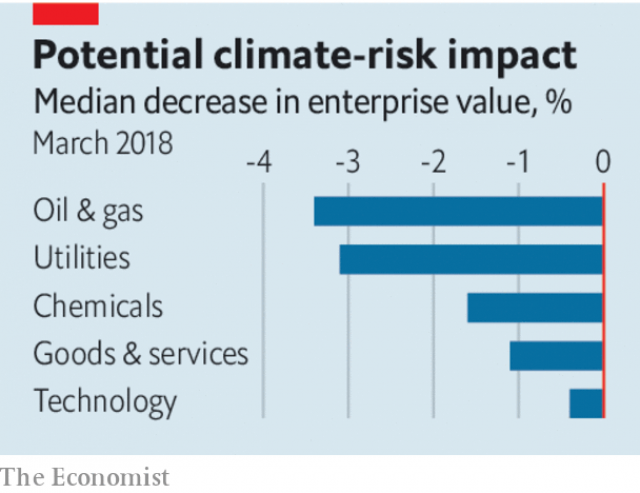 Potential climate-risk impact
Median decrease in enterprise value, %
March 2018
-4 -3 -2 -1 0
Oil & gas
Utilities
Chemicals
Goods & services
Technology
The Economist